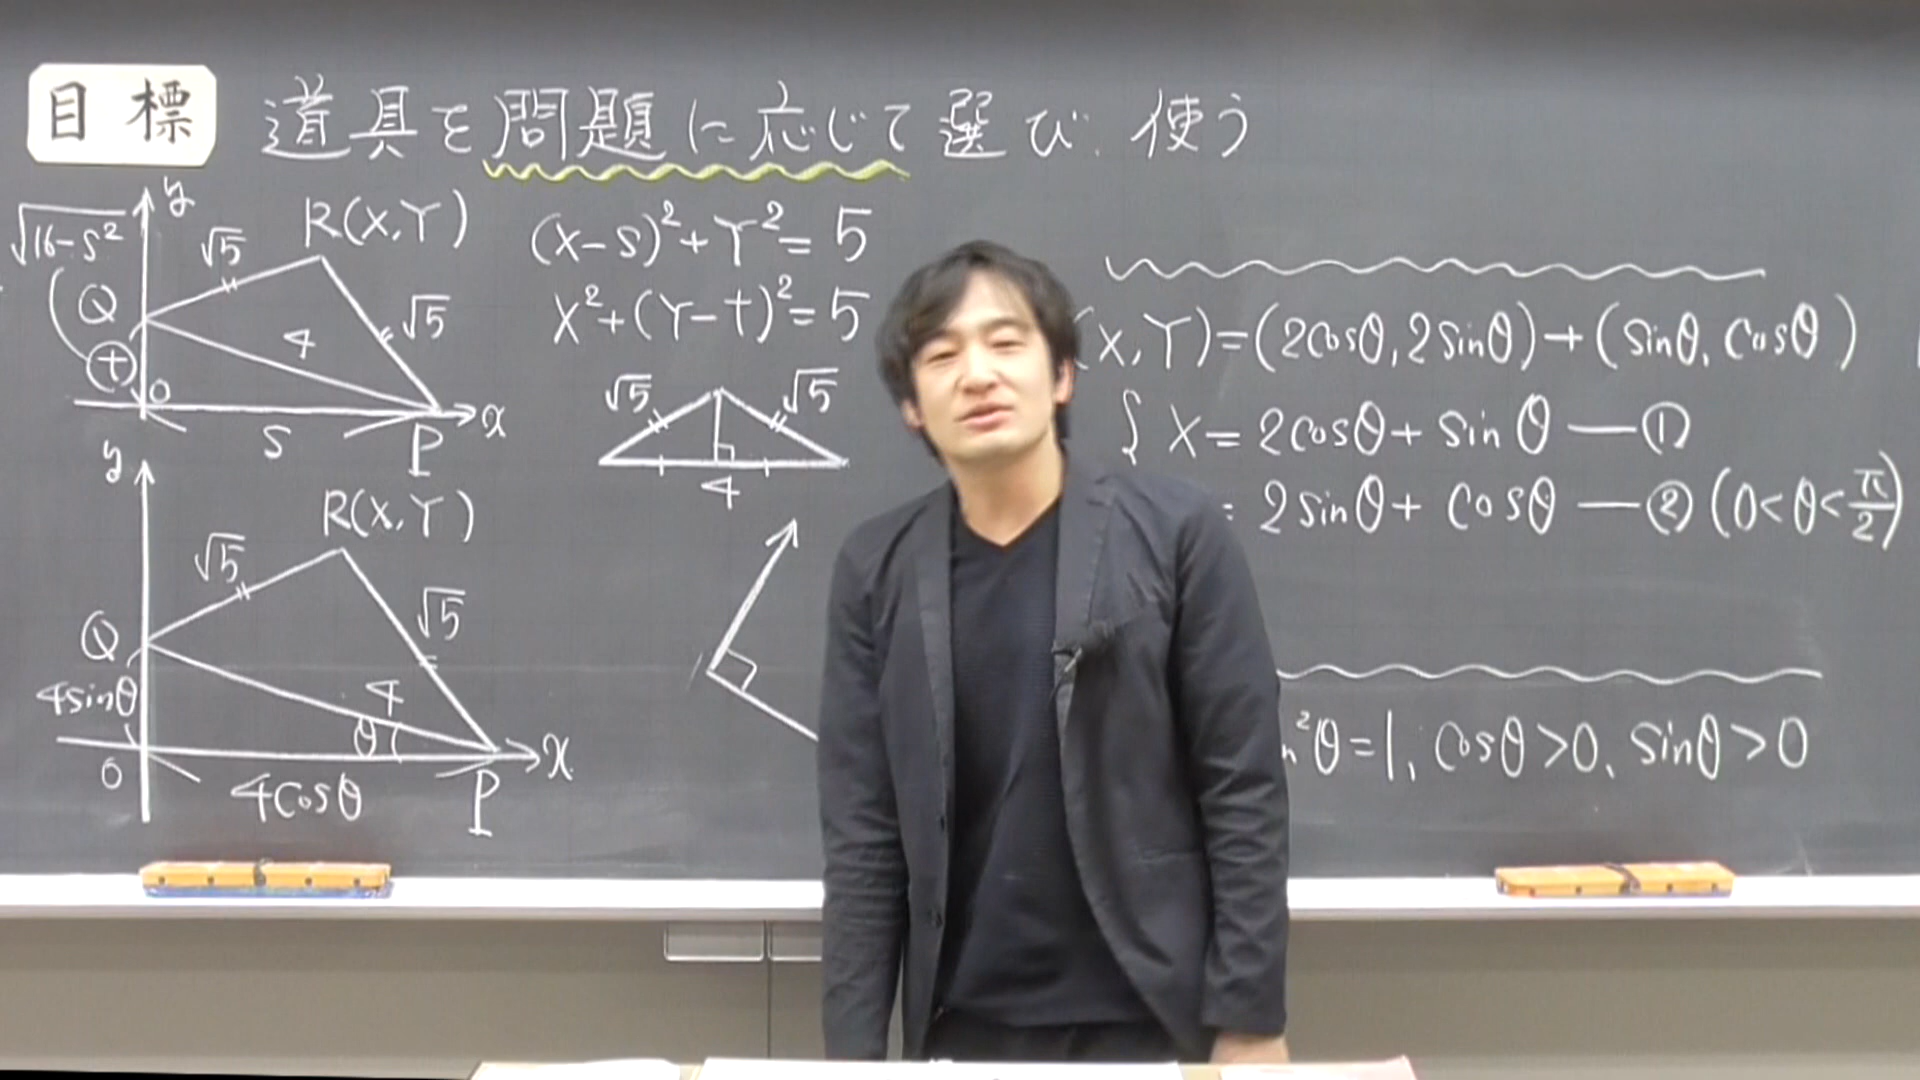 目標 道具を問題に応じて選び、使う
y
√16-s²
√5
R(X,Y)
Q
4
√5
t
0
s
P
x
(X-s)²+Y²=5
X²+(Y-t)²=5
√5
√5
4
y
R(X,Y)
√5
√5
Q
4
4sinθ
θ
x
0
4cosθ
P
(X,Y)=(2cosθ,2sinθ)+(sinθ,cosθ)
{ X=2cosθ+sinθ―①
=2sinθ+cosθ―② (0<θ<π/2)
²θ=1, cosθ>0, sinθ>0